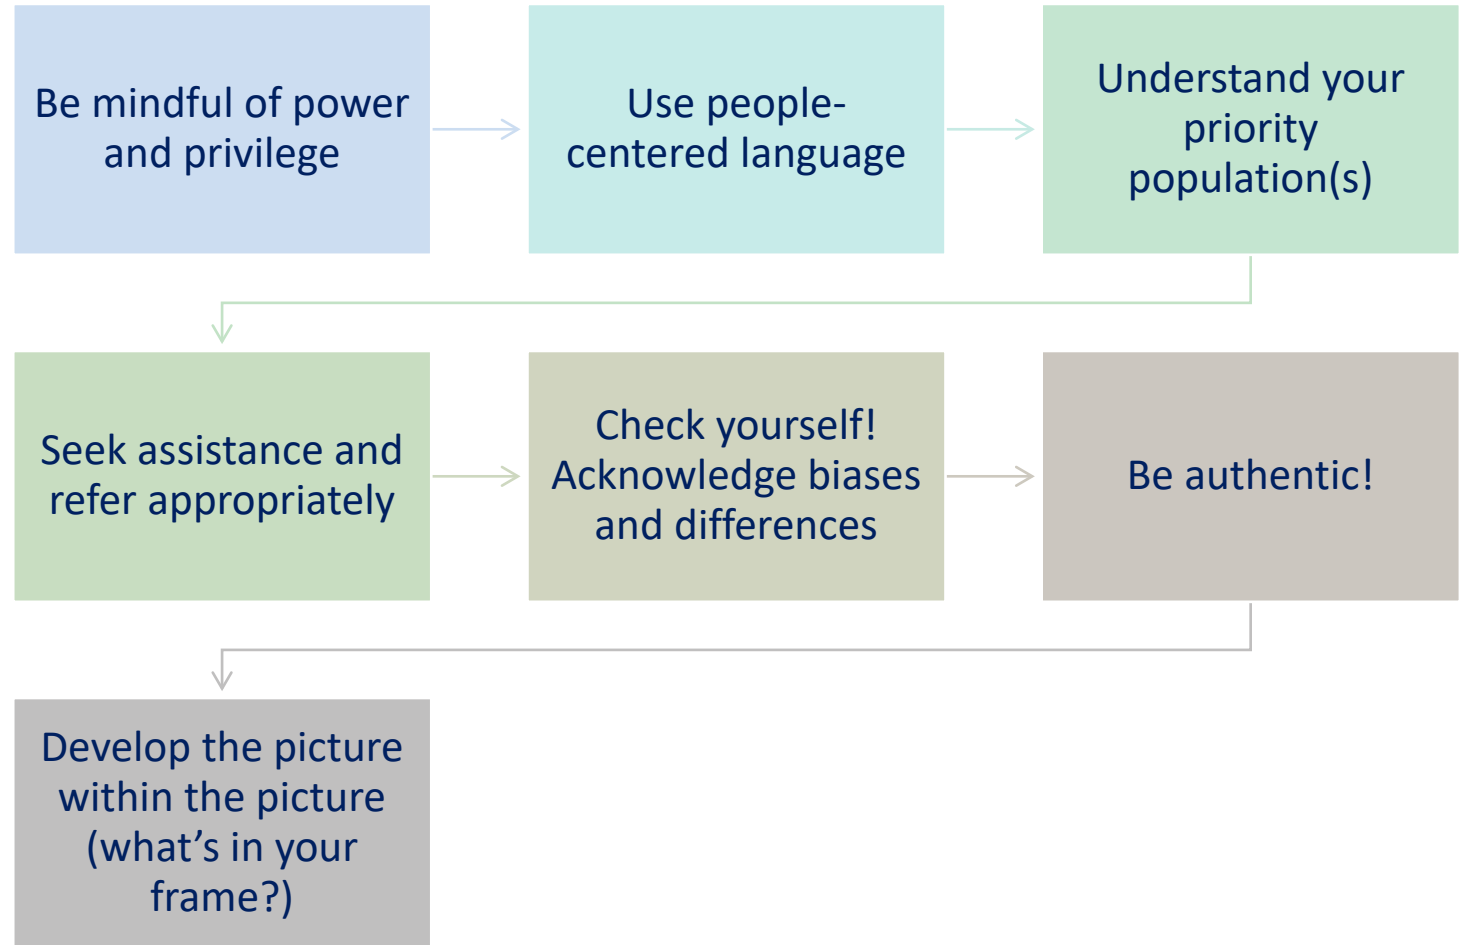 Be mindful of power
and privilege
Use people-
centered language
Understand your
priority
population(s)
Seek assistance and
refer appropriately
Check yourself!
Acknowledge biases
and differences
Be authentic!
Develop the picture
within the picture
(what’s in your
frame?)